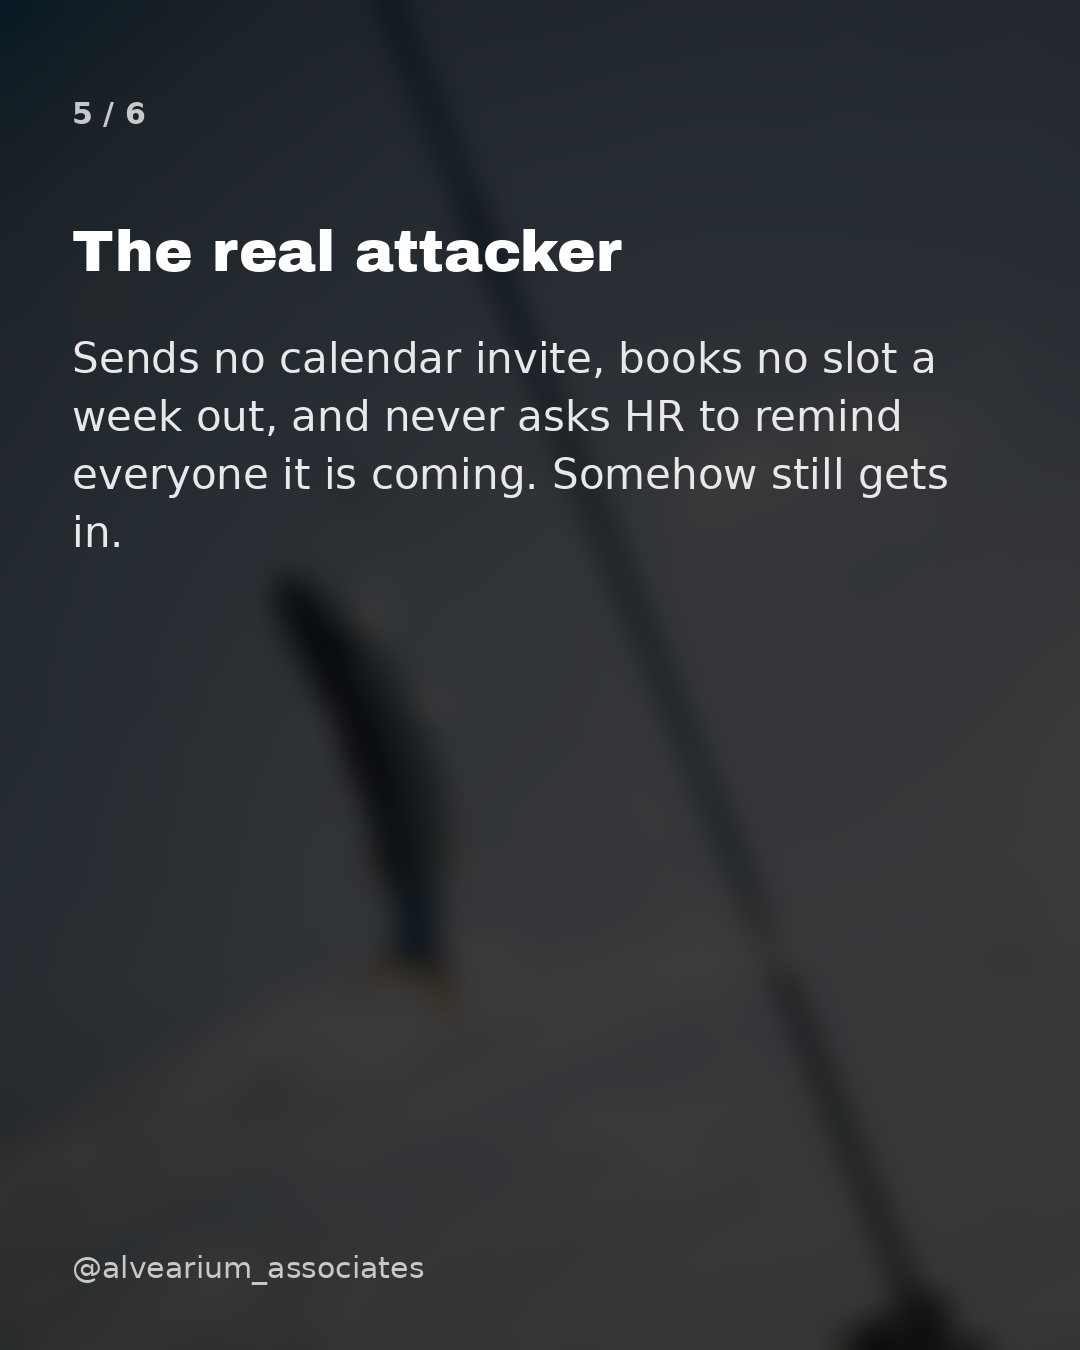 5 / 6
The real attacker
Sends no calendar invite, books no slot a
week out, and never asks HR to remind
everyone it is coming. Somehow still gets
in.
@alvearium_associates